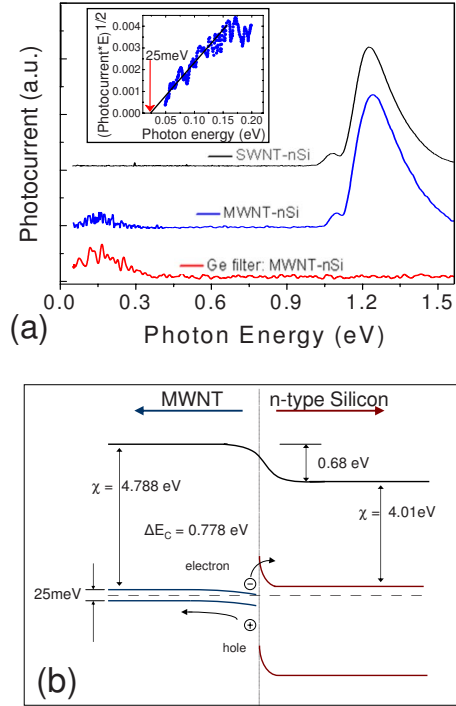 (Photocurrent*E)^1/2
0.004
0.003
0.002
0.001
0.000
25meV
0.00 0.05 0.10 0.15 0.20
Photon energy (eV)
SWNT-nSi
MWNT-nSi
Ge filter: MWNT-nSi
Photocurrent (a.u.)
0.0 0.3 0.6 0.9 1.2 1.5
Photon Energy (eV)
(a)
MWNT n-type Silicon
0.68 eV
χ = 4.788 eV
χ = 4.01eV
ΔE_C = 0.778 eV
electron
−
25meV
+
hole
(b)